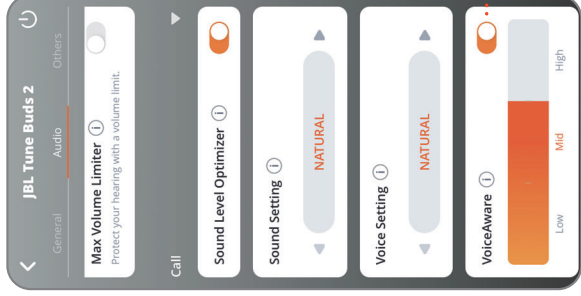 JBL Tune Buds 2
General Audio Others
Max Volume Limiter
Protect your hearing with a volume limit.
Call
Sound Level Optimizer
Sound Setting
NATURAL
Voice Setting
NATURAL
VoiceAware
Low Mid High